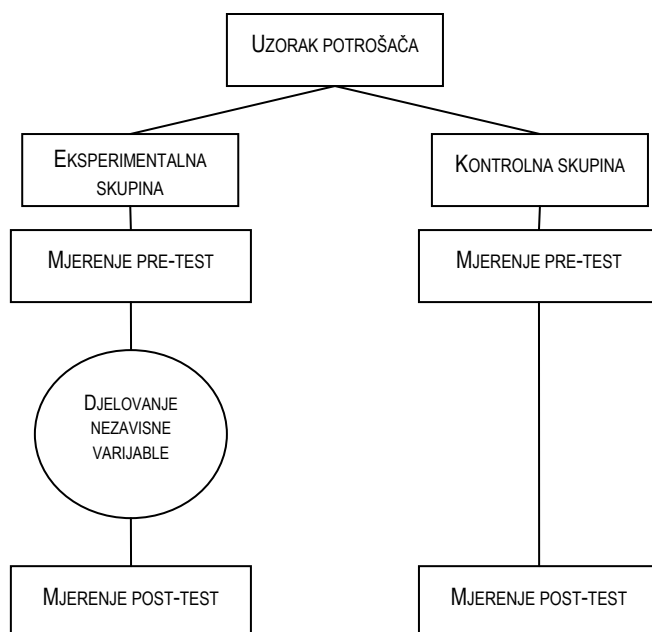 UZORAK POTROŠAČA
EKSPERIMENTALNA
SKUPINA
KONTROLNA SKUPINA
MJERENJE PRE-TEST
MJERENJE PRE-TEST
DJELOVANJE
NEZAVISNE
VARIJABLE
MJERENJE POST-TEST
MJERENJE POST-TEST